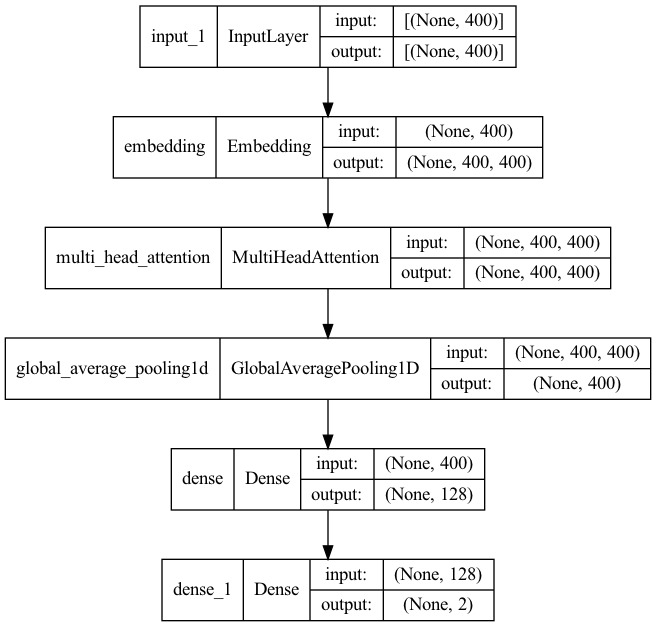 input_1 InputLayer input: [(None, 400)]
output: [(None, 400)]
embedding Embedding input: (None, 400)
output: (None, 400, 400)
multi_head_attention MultiHeadAttention input: (None, 400, 400)
output: (None, 400, 400)
global_average_pooling1d GlobalAveragePooling1D input: (None, 400, 400)
output: (None, 400)
dense Dense input: (None, 400)
output: (None, 128)
dense_1 Dense input: (None, 128)
output: (None, 2)